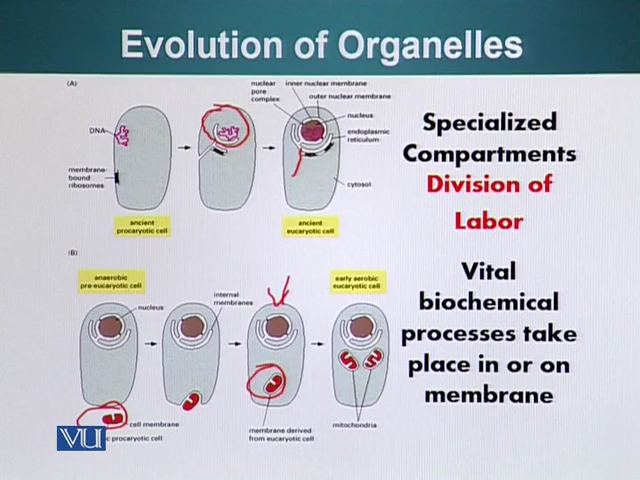 Evolution of Organelles
(A)
nuclear pore complex
inner nuclear membrane
outer nuclear membrane
nucleus
endoplasmic reticulum
DNA
membrane-bound ribosomes
cytosol
ancient procaryotic cell
ancient eucaryotic cell
Specialized
Compartments
Division of
Labor
(B)
anaerobic pre-eucaryotic cell
early aerobic eucaryotic cell
nucleus
internal membranes
Vital
biochemical
processes take
place in or on
membrane
cell membrane
procaryotic cell
membrane derived from eucaryotic cell
mitochondria
VU